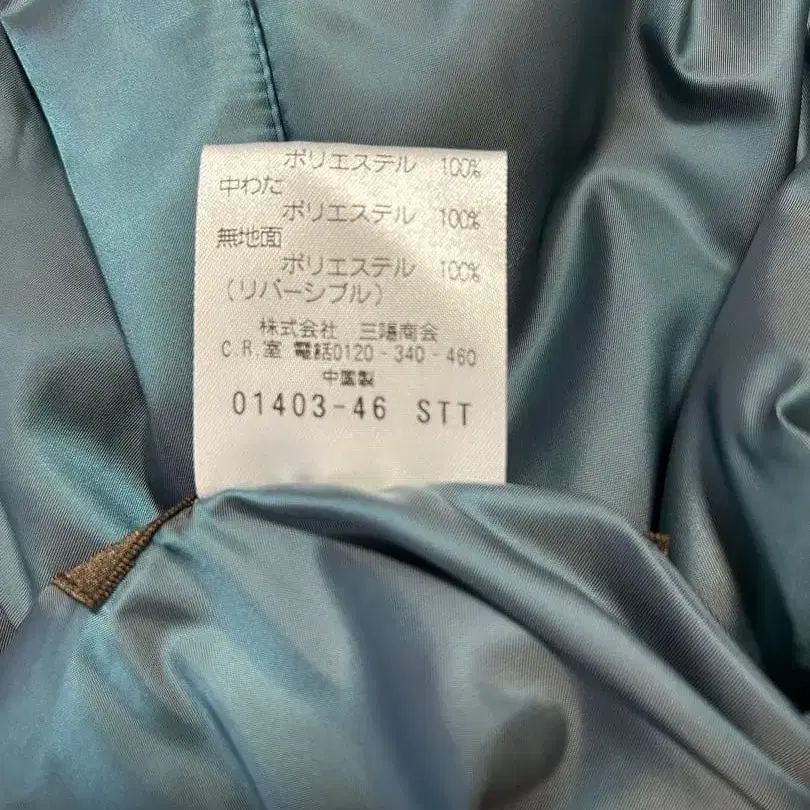 ポリエステル 100%
中わた
ポリエステル 100%
無地面
ポリエステル 100%
(リバーシブル)
株式会社 三陽商会
C.R.室 電話0120-340-460
中国製
01403-46 STT